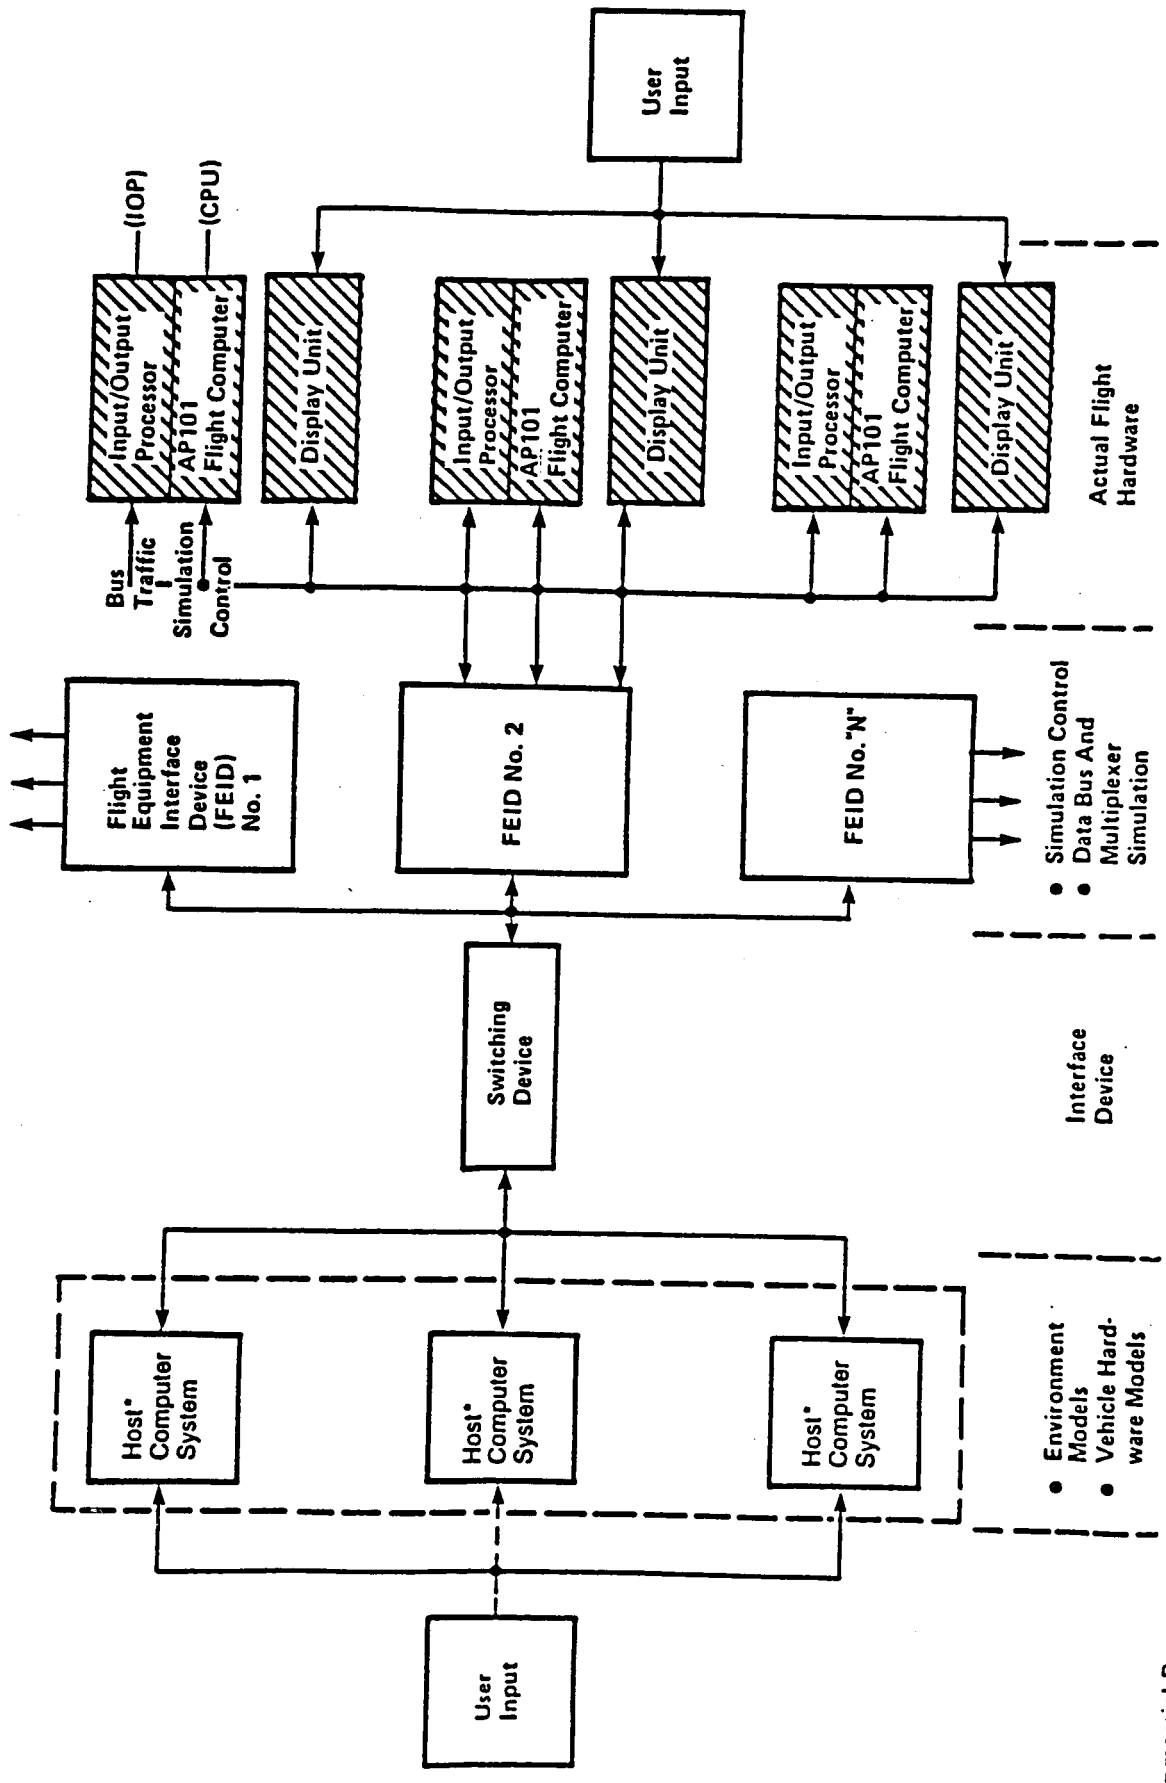 User
Input
Host*
Computer
System
Host*
Computer
System
Host*
Computer
System
● Environment
Models
● Vehicle Hard-
ware Models
Switching
Device
Interface
Device
Flight
Equipment
Interface
Device
(FEID)
No. 1
FEID No. 2
FEID No. "N"
● Simulation Control
● Data Bus And
Multiplexer
Simulation
Bus
Traffic
Simulation
Control
Input/Output
Processor
AP101
Flight Computer
(IOP)
(CPU)
Display Unit
Input/Output
Processor
AP101
Flight Computer
Display Unit
Input/Output
Processor
AP101
Flight Computer
Display Unit
Actual Flight
Hardware
User
Input